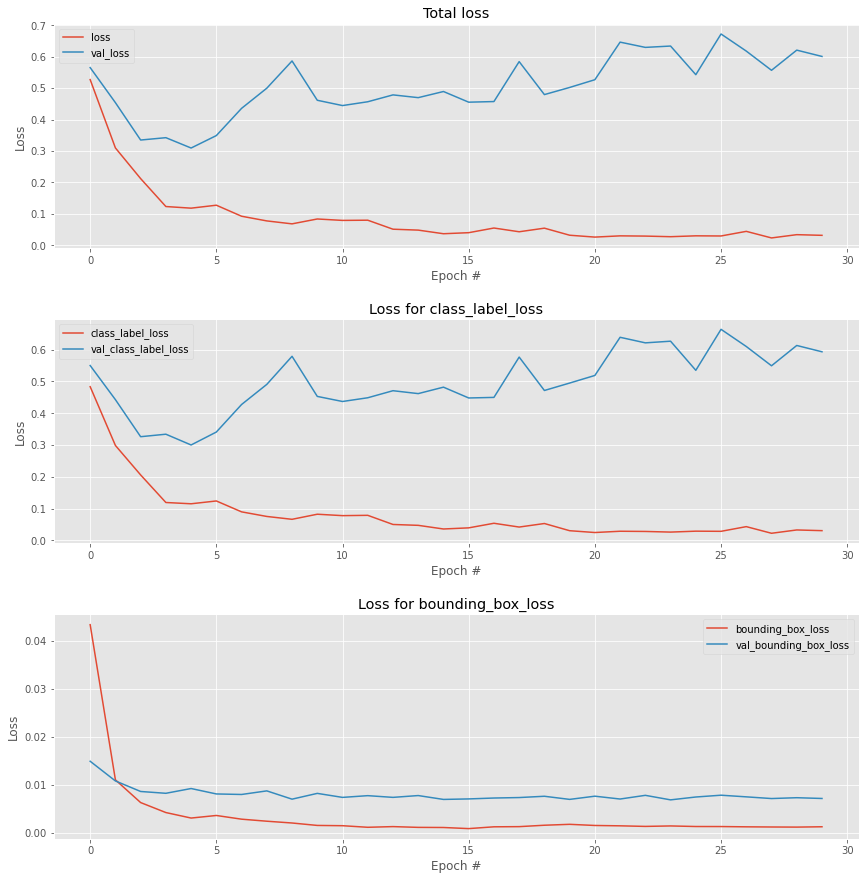 Total loss
loss
val_loss
0.7
0.6
0.5
0.4
0.3
0.2
0.1
0.0
Loss
0 5 10 15 20 25 30
Epoch #
Loss for class_label_loss
class_label_loss
val_class_label_loss
0.6
0.5
0.4
0.3
0.2
0.1
0.0
Loss
0 5 10 15 20 25 30
Epoch #
Loss for bounding_box_loss
bounding_box_loss
val_bounding_box_loss
0.04
0.03
0.02
0.01
0.00
Loss
0 5 10 15 20 25 30
Epoch #